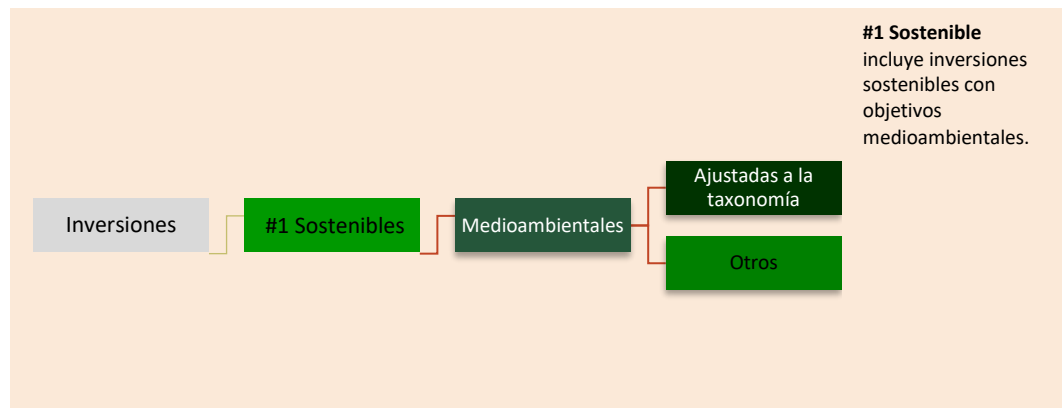 #1 Sostenible
incluye inversiones
sostenibles con
objetivos
medioambientales.
Inversiones
#1 Sostenibles
Medioambientales
Ajustadas a la
taxonomía
Otros